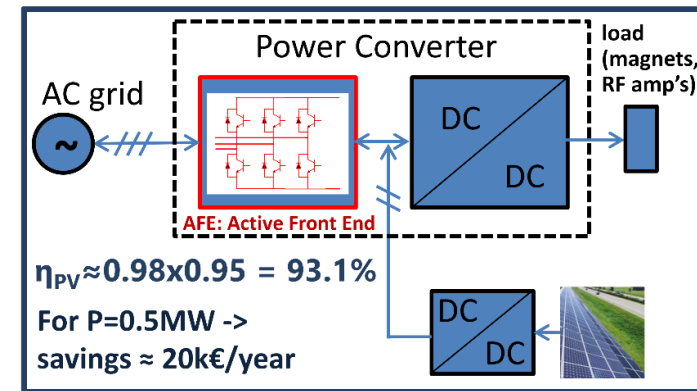 Power Converter
load
(magnets,
RF amp's)
AC grid
~
DC
DC
AFE: Active Front End
ηPV≈0.98x0.95 = 93.1%
For P=0.5MW ->
savings ≈ 20k€/year
DC
DC